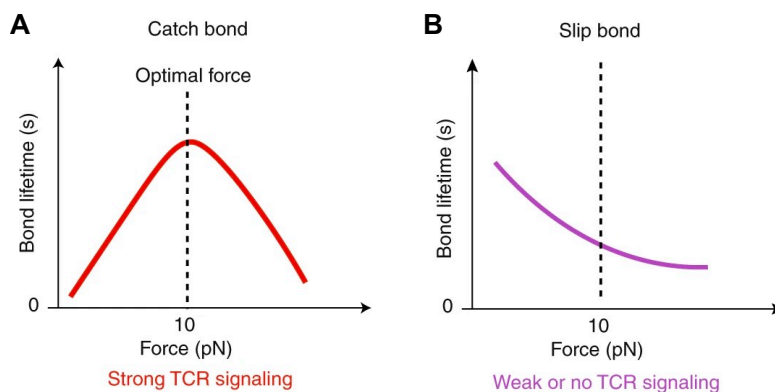 A
Catch bond
Optimal force
Bond lifetime (s)
0
10
Force (pN)
Strong TCR signaling
B
Slip bond
Bond lifetime (s)
0
10
Force (pN)
Weak or no TCR signaling